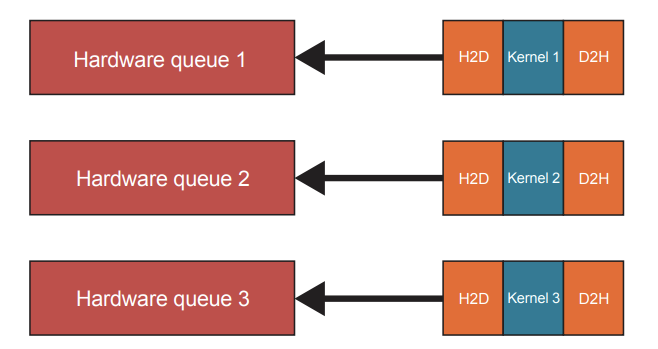 Hardware queue 1
H2D Kernel 1 D2H
Hardware queue 2
H2D Kernel 2 D2H
Hardware queue 3
H2D Kernel 3 D2H